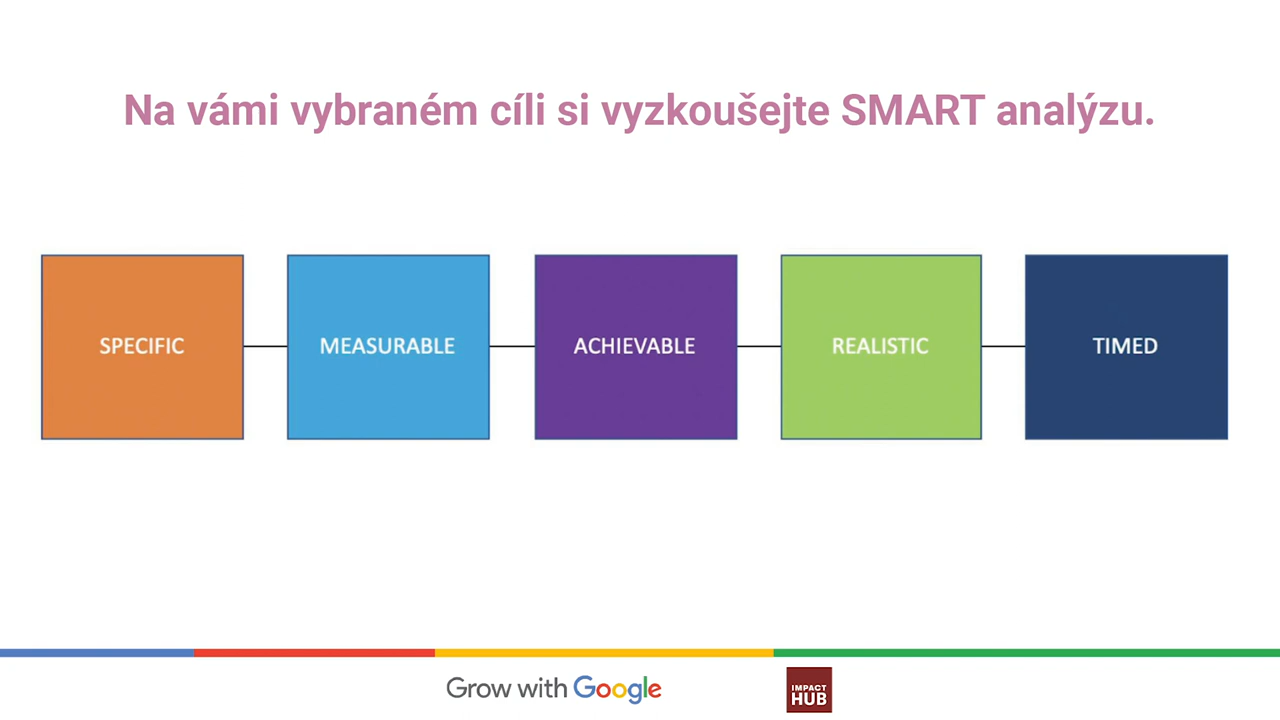 Na vámi vybraném cíli si vyzkoušejte SMART analýzu.
SPECIFIC
MEASURABLE
ACHIEVABLE
REALISTIC
TIMED
Grow with Google
IMPACT
HUB